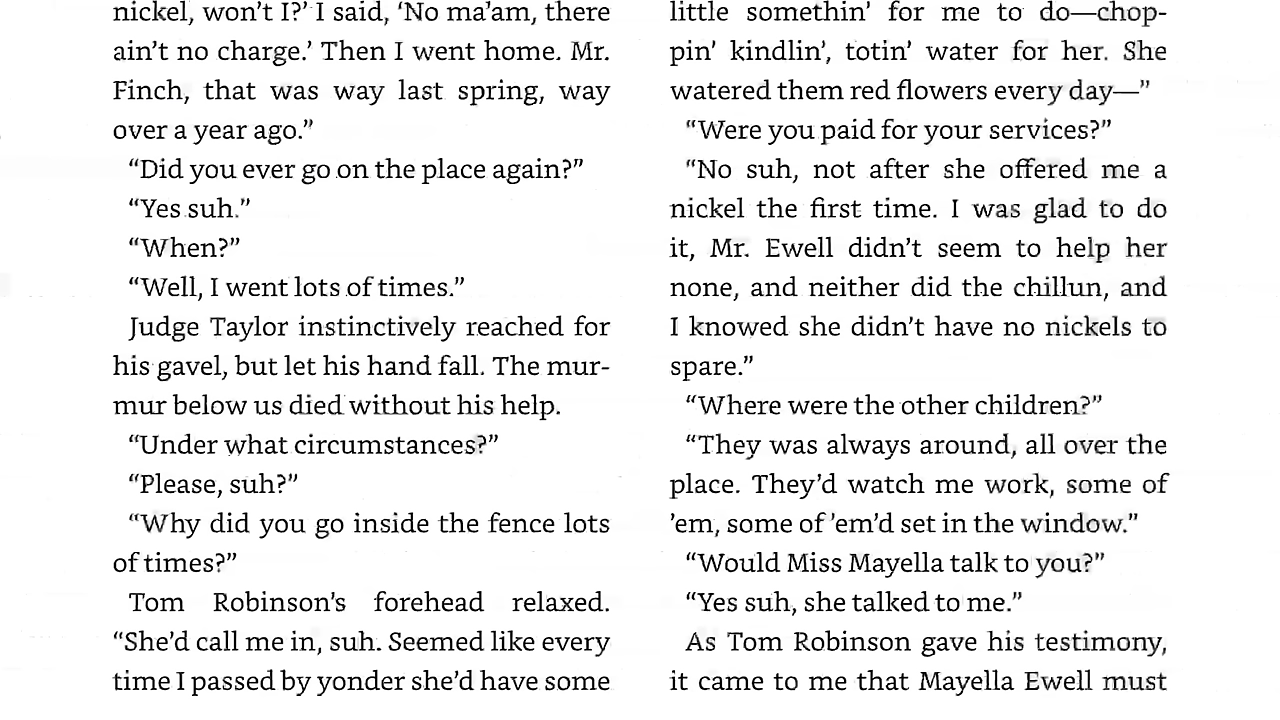 nickel, won’t I?’ I said, ‘No ma’am, there
ain’t no charge.’ Then I went home. Mr.
Finch, that was way last spring, way
over a year ago.”
“Did you ever go on the place again?”
“Yes suh.”
“When?”
“Well, I went lots of times.”
Judge Taylor instinctively reached for
his gavel, but let his hand fall. The mur-
mur below us died without his help.
“Under what circumstances?”
“Please, suh?”
“Why did you go inside the fence lots
of times?”
Tom Robinson’s forehead relaxed.
“She’d call me in, suh. Seemed like every
time I passed by yonder she’d have some
little somethin’ for me to do—chop-
pin’ kindlin’, totin’ water for her. She
watered them red flowers every day—”
“Were you paid for your services?”
“No suh, not after she offered me a
nickel the first time. I was glad to do
it, Mr. Ewell didn’t seem to help her
none, and neither did the chillun, and
I knowed she didn’t have no nickels to
spare.”
“Where were the other children?”
“They was always around, all over the
place. They’d watch me work, some of
’em, some of ’em’d set in the window.”
“Would Miss Mayella talk to you?”
“Yes suh, she talked to me.”
As Tom Robinson gave his testimony,
it came to me that Mayella Ewell must